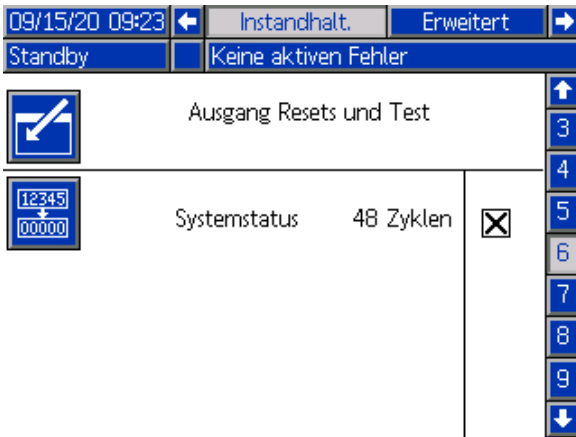 09/15/20 09:23 Instandhalt. Erweitert
Standby Keine aktiven Fehler
Ausgang Resets und Test
3
4
12345
00000
Systemstatus 48 Zyklen
5
6
7
8
9